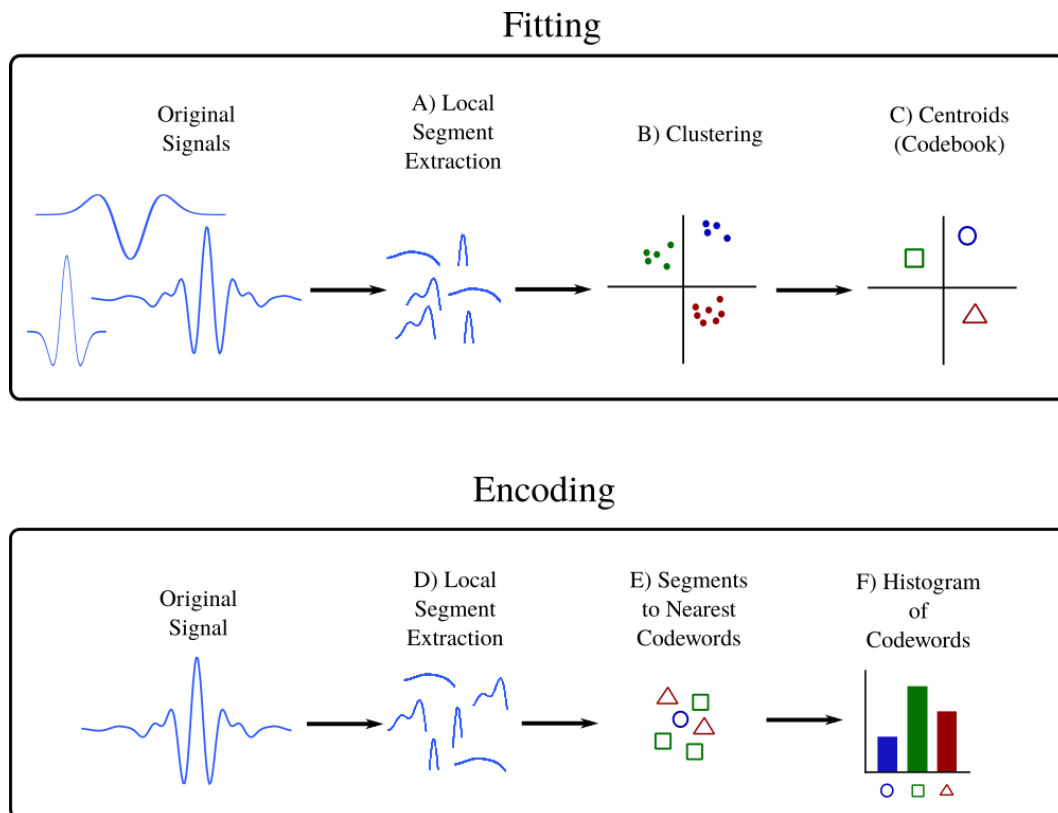 Fitting
Original
Signals
A) Local
Segment
Extraction
B) Clustering
C) Centroids
(Codebook)
Encoding
Original
Signal
D) Local
Segment
Extraction
E) Segments
to Nearest
Codewords
F) Histogram
of
Codewords